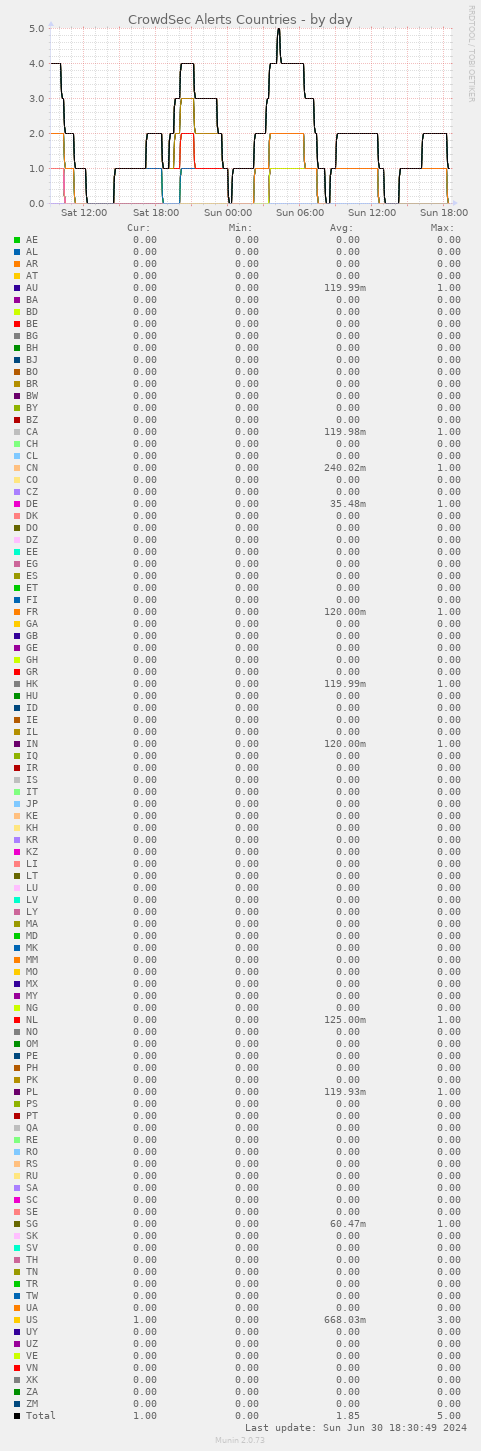 CrowdSec Alerts Countries - by day
RRDTOOL / TOBI OETIKER
5.0
4.0
3.0
2.0
1.0
0.0
Sat 12:00 Sat 18:00 Sun 00:00 Sun 06:00 Sun 12:00 Sun 18:00
Cur: Min: Avg: Max:
AE 0.00 0.00 0.00 0.00
AL 0.00 0.00 0.00 0.00
AR 0.00 0.00 0.00 0.00
AT 0.00 0.00 0.00 0.00
AU 0.00 0.00 119.99m 1.00
BA 0.00 0.00 0.00 0.00
BD 0.00 0.00 0.00 0.00
BE 0.00 0.00 0.00 0.00
BG 0.00 0.00 0.00 0.00
BH 0.00 0.00 0.00 0.00
BJ 0.00 0.00 0.00 0.00
BO 0.00 0.00 0.00 0.00
BR 0.00 0.00 0.00 0.00
BW 0.00 0.00 0.00 0.00
BY 0.00 0.00 0.00 0.00
BZ 0.00 0.00 0.00 0.00
CA 0.00 0.00 119.98m 1.00
CH 0.00 0.00 0.00 0.00
CL 0.00 0.00 0.00 0.00
CN 0.00 0.00 240.02m 1.00
CO 0.00 0.00 0.00 0.00
CZ 0.00 0.00 0.00 0.00
DE 0.00 0.00 35.48m 1.00
DK 0.00 0.00 0.00 0.00
DO 0.00 0.00 0.00 0.00
DZ 0.00 0.00 0.00 0.00
EE 0.00 0.00 0.00 0.00
EG 0.00 0.00 0.00 0.00
ES 0.00 0.00 0.00 0.00
ET 0.00 0.00 0.00 0.00
FI 0.00 0.00 0.00 0.00
FR 0.00 0.00 120.00m 1.00
GA 0.00 0.00 0.00 0.00
GB 0.00 0.00 0.00 0.00
GE 0.00 0.00 0.00 0.00
GH 0.00 0.00 0.00 0.00
GR 0.00 0.00 0.00 0.00
HK 0.00 0.00 119.99m 1.00
HU 0.00 0.00 0.00 0.00
ID 0.00 0.00 0.00 0.00
IE 0.00 0.00 0.00 0.00
IL 0.00 0.00 0.00 0.00
IN 0.00 0.00 120.00m 1.00
IQ 0.00 0.00 0.00 0.00
IR 0.00 0.00 0.00 0.00
IS 0.00 0.00 0.00 0.00
IT 0.00 0.00 0.00 0.00
JP 0.00 0.00 0.00 0.00
KE 0.00 0.00 0.00 0.00
KH 0.00 0.00 0.00 0.00
KR 0.00 0.00 0.00 0.00
KZ 0.00 0.00 0.00 0.00
LI 0.00 0.00 0.00 0.00
LT 0.00 0.00 0.00 0.00
LU 0.00 0.00 0.00 0.00
LV 0.00 0.00 0.00 0.00
LY 0.00 0.00 0.00 0.00
MA 0.00 0.00 0.00 0.00
MD 0.00 0.00 0.00 0.00
MK 0.00 0.00 0.00 0.00
MM 0.00 0.00 0.00 0.00
MO 0.00 0.00 0.00 0.00
MX 0.00 0.00 0.00 0.00
MY 0.00 0.00 0.00 0.00
NG 0.00 0.00 0.00 0.00
NL 0.00 0.00 125.00m 1.00
NO 0.00 0.00 0.00 0.00
OM 0.00 0.00 0.00 0.00
PE 0.00 0.00 0.00 0.00
PH 0.00 0.00 0.00 0.00
PK 0.00 0.00 0.00 0.00
PL 0.00 0.00 119.93m 1.00
PS 0.00 0.00 0.00 0.00
PT 0.00 0.00 0.00 0.00
QA 0.00 0.00 0.00 0.00
RE 0.00 0.00 0.00 0.00
RO 0.00 0.00 0.00 0.00
RS 0.00 0.00 0.00 0.00
RU 0.00 0.00 0.00 0.00
SA 0.00 0.00 0.00 0.00
SC 0.00 0.00 0.00 0.00
SE 0.00 0.00 0.00 0.00
SG 0.00 0.00 60.47m 1.00
SK 0.00 0.00 0.00 0.00
SV 0.00 0.00 0.00 0.00
TH 0.00 0.00 0.00 0.00
TN 0.00 0.00 0.00 0.00
TR 0.00 0.00 0.00 0.00
TW 0.00 0.00 0.00 0.00
UA 0.00 0.00 0.00 0.00
US 1.00 0.00 668.03m 3.00
UY 0.00 0.00 0.00 0.00
UZ 0.00 0.00 0.00 0.00
VE 0.00 0.00 0.00 0.00
VN 0.00 0.00 0.00 0.00
XK 0.00 0.00 0.00 0.00
ZA 0.00 0.00 0.00 0.00
ZM 0.00 0.00 0.00 0.00
Total 1.00 0.00 1.85 5.00
Last update: Sun Jun 30 18:30:49 2024
Munin 2.0.73